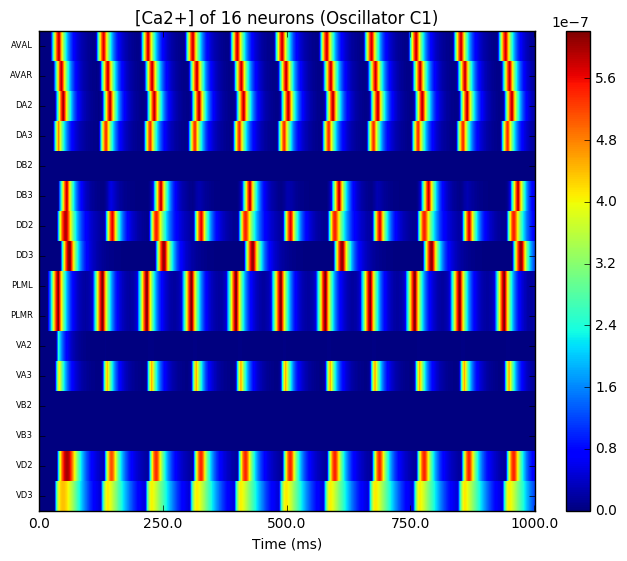 [Ca2+] of 16 neurons (Oscillator C1)
1e−7
AVAL
AVAR
DA2
DA3
DB2
DB3
DD2
DD3
PLML
PLMR
VA2
VA3
VB2
VB3
VD2
VD3
5.6
4.8
4.0
3.2
2.4
1.6
0.8
0.0
0.0 250.0 500.0 750.0 1000.0
Time (ms)